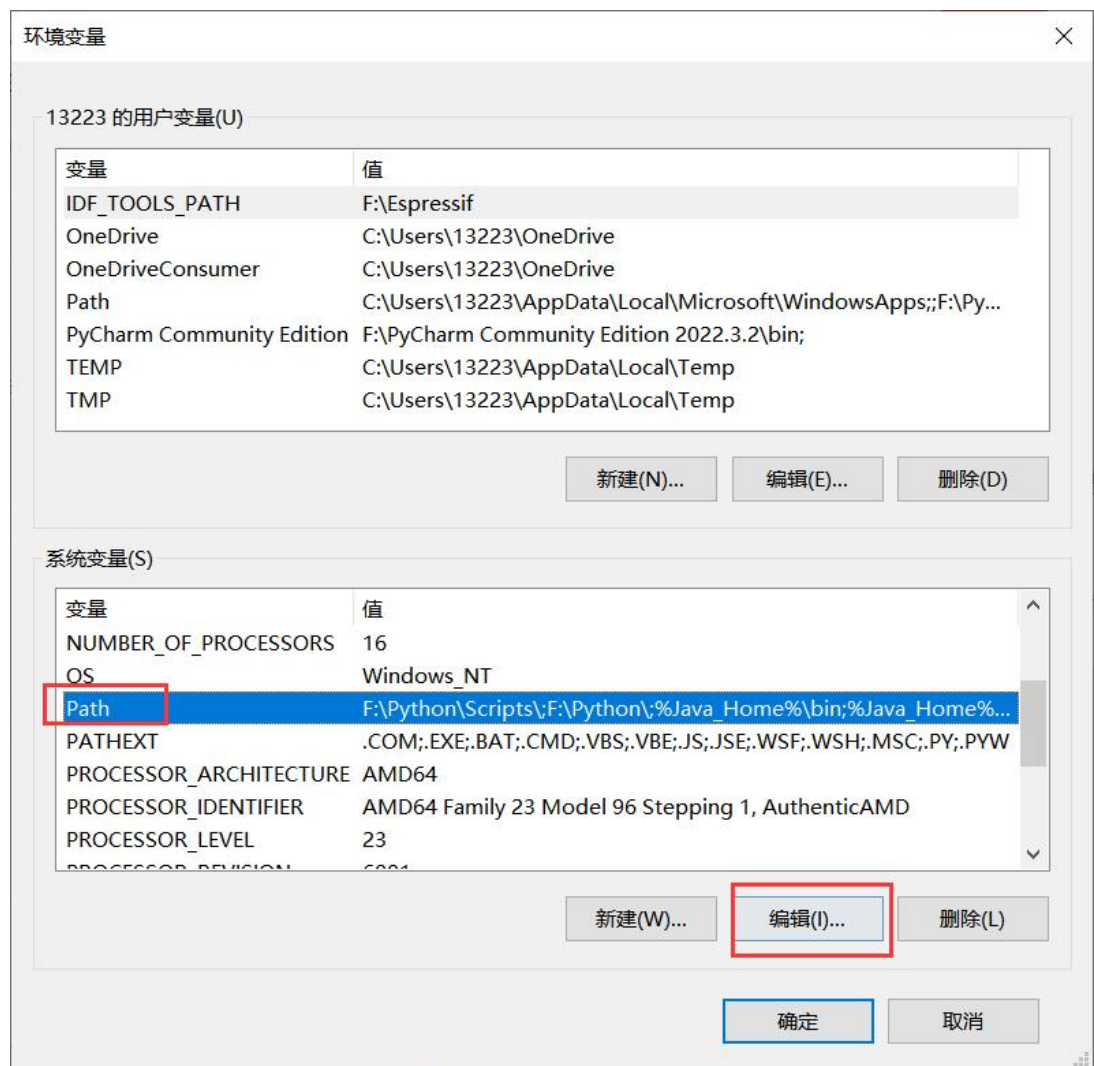 环境变量
13223 的用户变量(U)
变量 值
IDF_TOOLS_PATH F:\Espressif
OneDrive C:\Users\13223\OneDrive
OneDriveConsumer C:\Users\13223\OneDrive
Path C:\Users\13223\AppData\Local\Microsoft\WindowsApps;;F:\Py...
PyCharm Community Edition F:\PyCharm Community Edition 2022.3.2\bin;
TEMP C:\Users\13223\AppData\Local\Temp
TMP C:\Users\13223\AppData\Local\Temp
新建(N)... 编辑(E)... 删除(D)
系统变量(S)
变量 值
NUMBER_OF_PROCESSORS 16
OS Windows_NT
Path F:\Python\Scripts\;F:\Python\;%Java_Home%\bin;%Java_Home%...
PATHEXT .COM;.EXE;.BAT;.CMD;.VBS;.VBE;.JS;.JSE;.WSF;.WSH;.MSC;.PY;.PYW
PROCESSOR_ARCHITECTURE AMD64
PROCESSOR_IDENTIFIER AMD64 Family 23 Model 96 Stepping 1, AuthenticAMD
PROCESSOR_LEVEL 23
新建(W)... 编辑(I)... 删除(L)
确定 取消